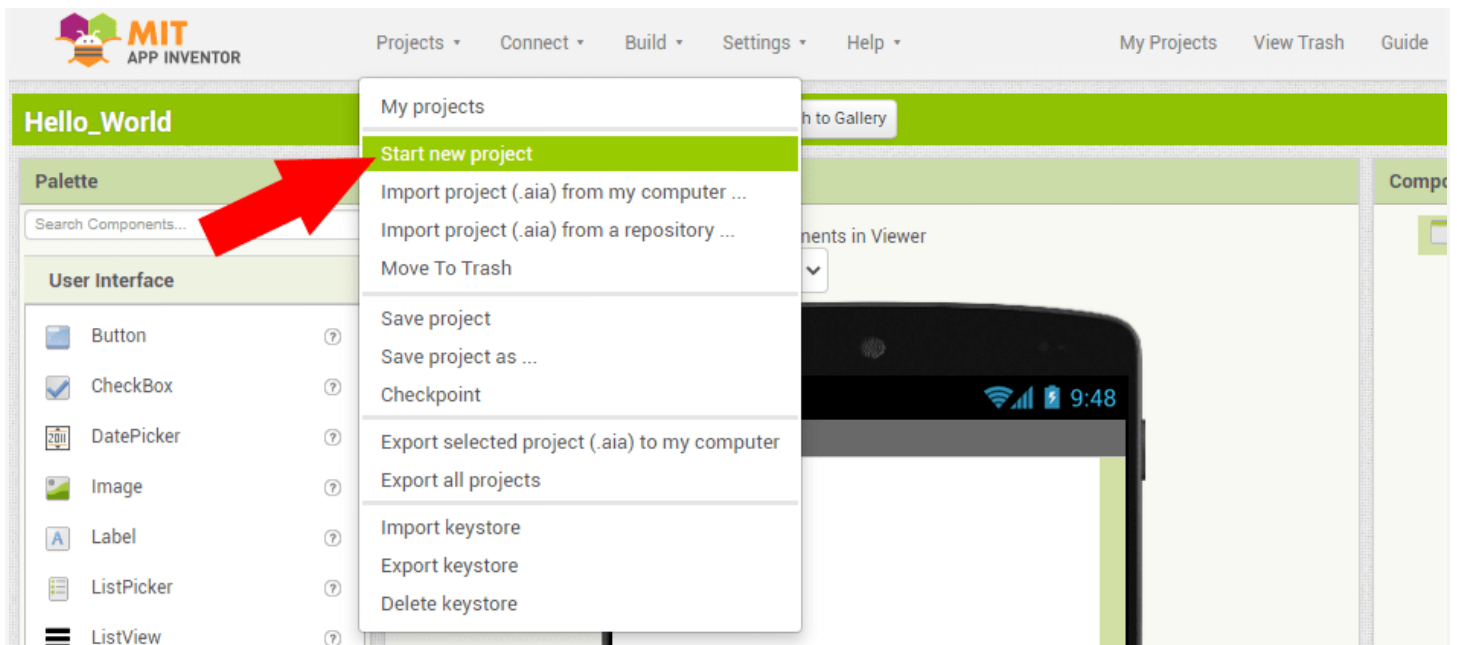 MIT
APP INVENTOR
Projects
Connect
Build
Settings
Help
My Projects
View Trash
Guide
Hello_World
h to Gallery
My projects
Start new project
Import project (.aia) from my computer ...
Import project (.aia) from a repository ...
Move To Trash
Save project
Save project as ...
Checkpoint
Export selected project (.aia) to my computer
Export all projects
Import keystore
Export keystore
Delete keystore
Palette
Search Components...
User Interface
Button
CheckBox
2011
DatePicker
Image
A
Label
ListPicker
ListView
nents in Viewer
9:48
Compo